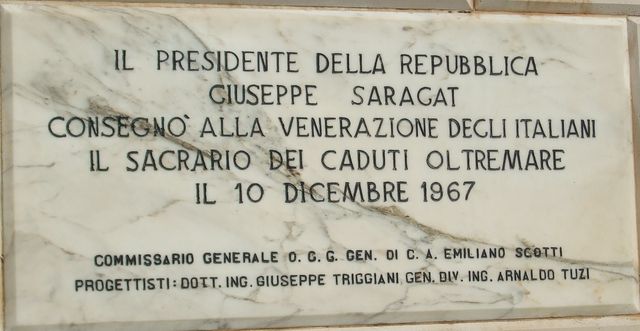 IL PRESIDENTE DELLA REPUBBLICA
GIUSEPPE SARAGAT
CONSEGNO' ALLA VENERAZIONE DEGLI ITALIANI
IL SACRARIO DEI CADUTI OLTREMARE
IL 10 DICEMBRE 1967
COMMISSARIO GENERALE O. C. G. GEN. DI C. A. EMILIANO SCOTTI
PROGETTISTI: DOTT. ING. GIUSEPPE TRIGGIANI, GEN. DIV. ING. ARNALDO TUZI